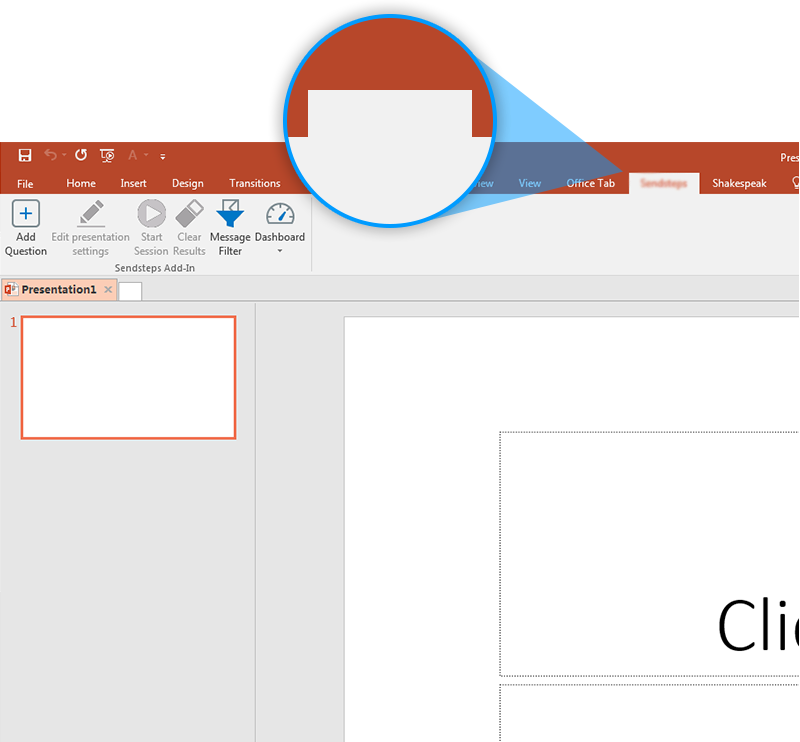 Pres
File Home Insert Design Transitions iew View Office Tab Sendsteps Shakespeak
Add Question
Edit presentation settings
Start Session
Clear Results
Message Filter
Dashboard
Sendsteps Add-In
Presentation1
1
Clic